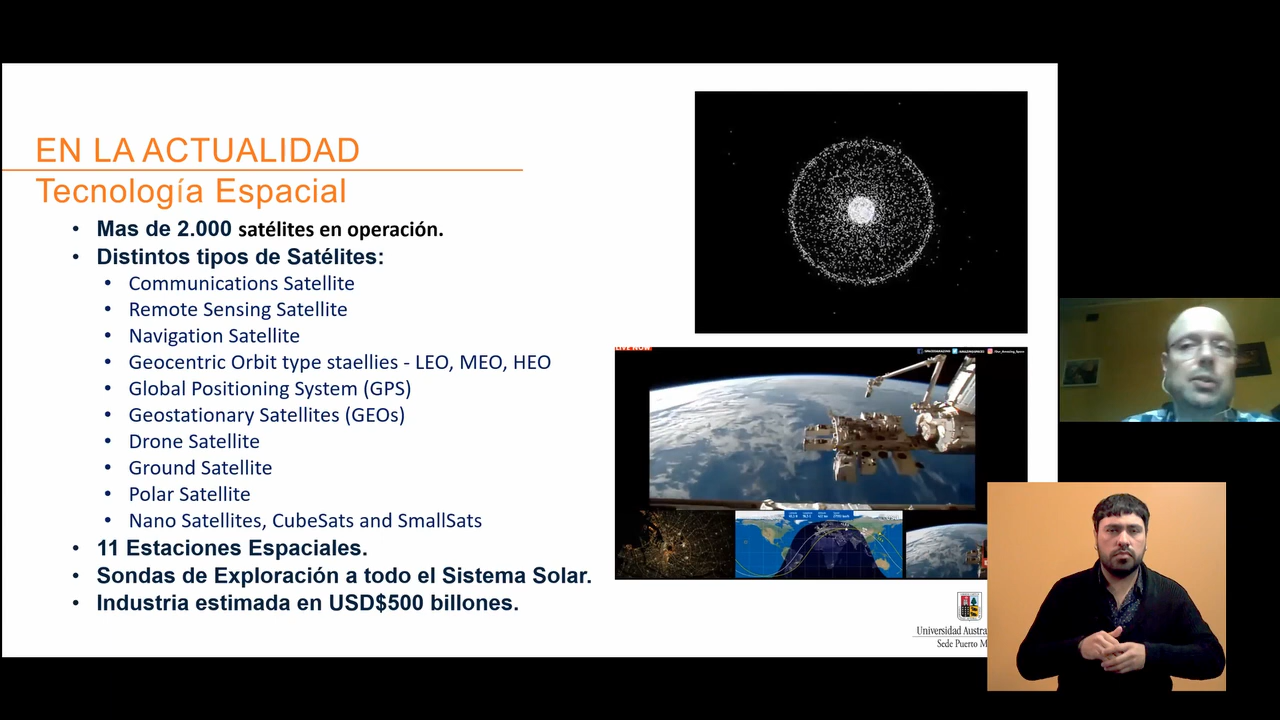 EN LA ACTUALIDAD
Tecnología Espacial
• Mas de 2.000 satélites en operación.
• Distintos tipos de Satélites:
• Communications Satellite
• Remote Sensing Satellite
• Navigation Satellite
• Geocentric Orbit type staellies - LEO, MEO, HEO
• Global Positioning System (GPS)
• Geostationary Satellites (GEOs)
• Drone Satellite
• Ground Satellite
• Polar Satellite
• Nano Satellites, CubeSats and SmallSats
• 11 Estaciones Espaciales.
• Sondas de Exploración a todo el Sistema Solar.
• Industria estimada en USD$500 billones.
LIVE NOW
Universidad Austra
Sede Puerto M